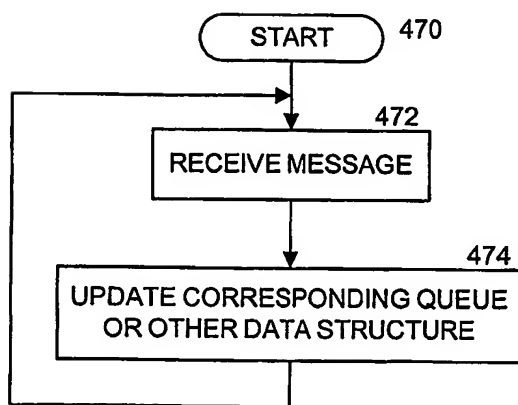 START
470
472
RECEIVE MESSAGE
474
UPDATE CORRESPONDING QUEUE
OR OTHER DATA STRUCTURE